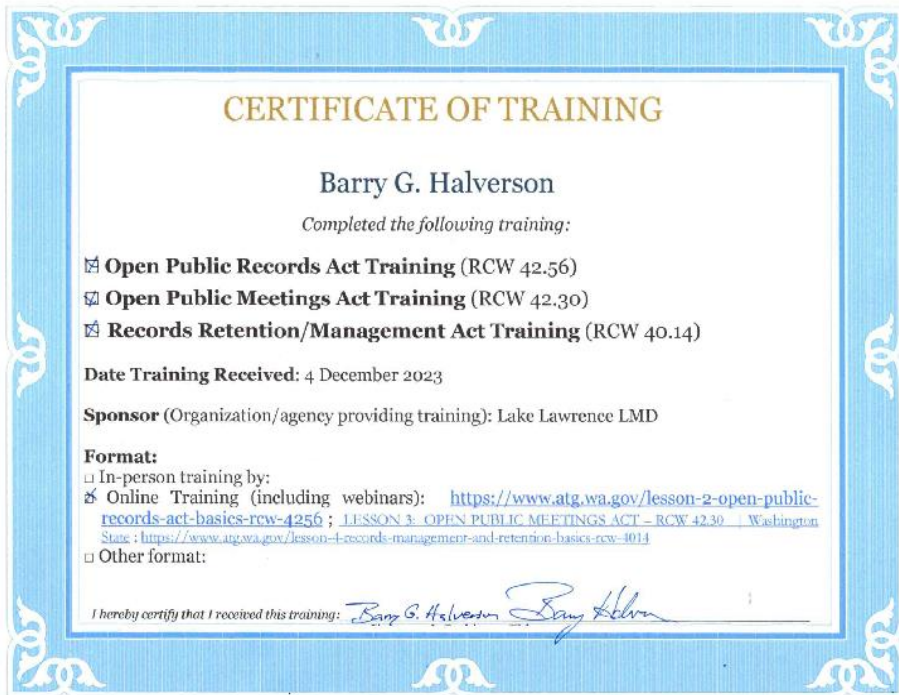 CERTIFICATE OF TRAINING
Barry G. Halverson
Completed the following training:
☒ Open Public Records Act Training (RCW 42.56)
☒ Open Public Meetings Act Training (RCW 42.30)
☒ Records Retention/Management Act Training (RCW 40.14)
Date Training Received: 4 December 2023
Sponsor (Organization/agency providing training): Lake Lawrence LMD
Format:
□ In-person training by:
☒ Online Training (including webinars): https://www.atg.wa.gov/lesson-2-open-public-
records-act-basics-rcw-4256 ; LESSON 3: OPEN PUBLIC MEETINGS ACT – RCW 42.30 | Washington
State ; https://www.atg.wa.gov/lesson-4-records-management-and-retention-basics-rcw-4014
□ Other format:
I hereby certify that I received this training: Barry G. Halverson